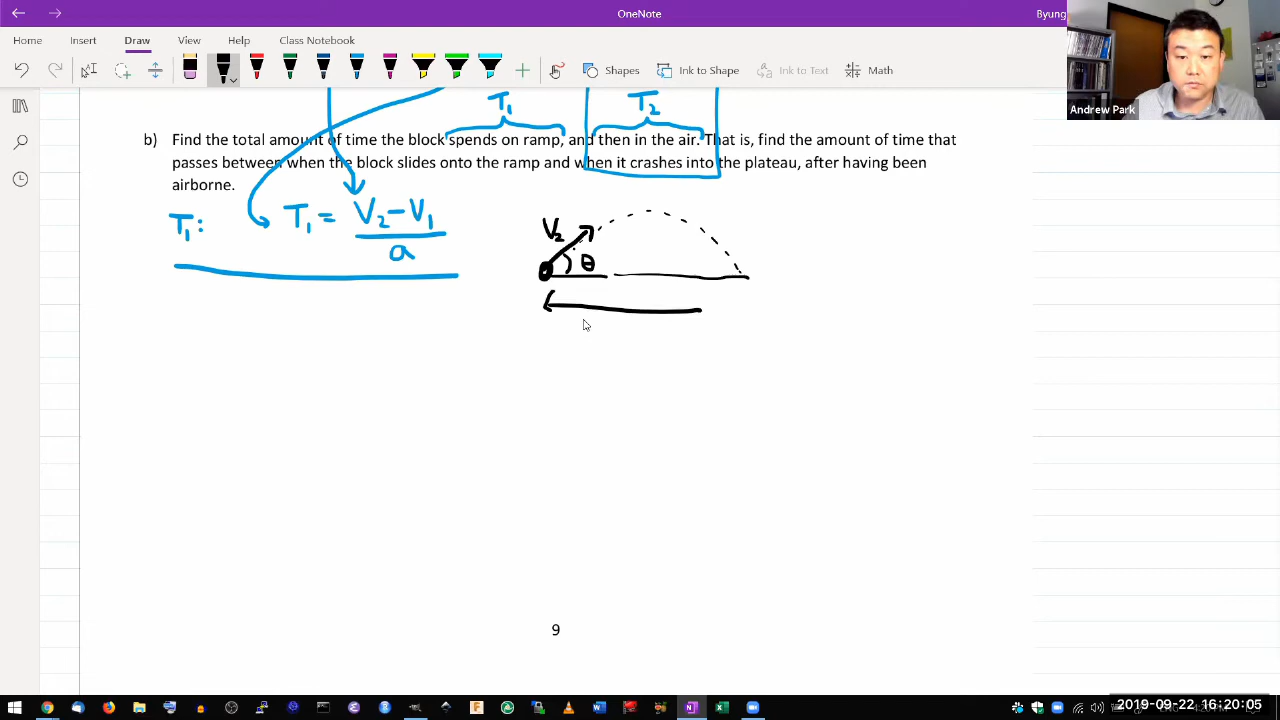 OneNote
Byung
Home Insert Draw View Help Class Notebook
Shapes Ink to Shape Ink to Text Math
Andrew Park
T₁ T₂
b) Find the total amount of time the block spends on ramp, and then in the air. That is, find the amount of time that
passes between when the block slides onto the ramp and when it crashes into the plateau, after having been
airborne.
T₁: T₁ = (V₂ - V₁) / a
V₂
θ
9
2019-09-22 16:20:05